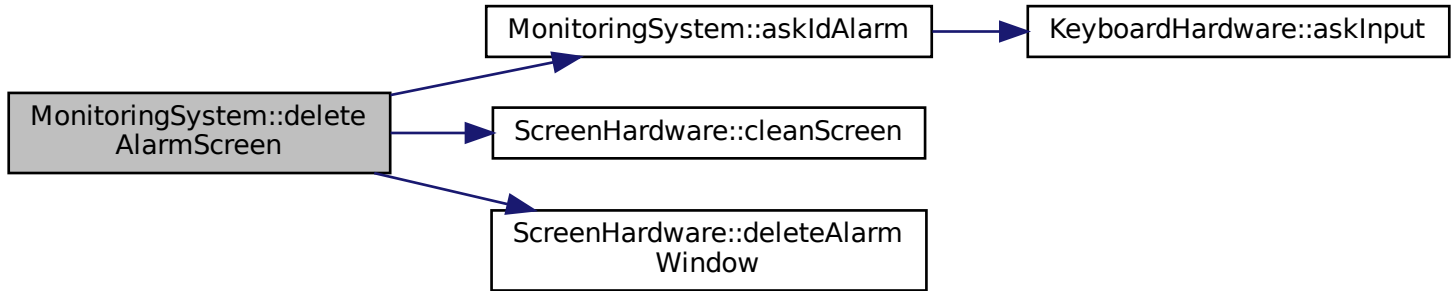 MonitoringSystem::delete
AlarmScreen
MonitoringSystem::askIdAlarm
KeyboardHardware::askInput
ScreenHardware::cleanScreen
ScreenHardware::deleteAlarm
Window